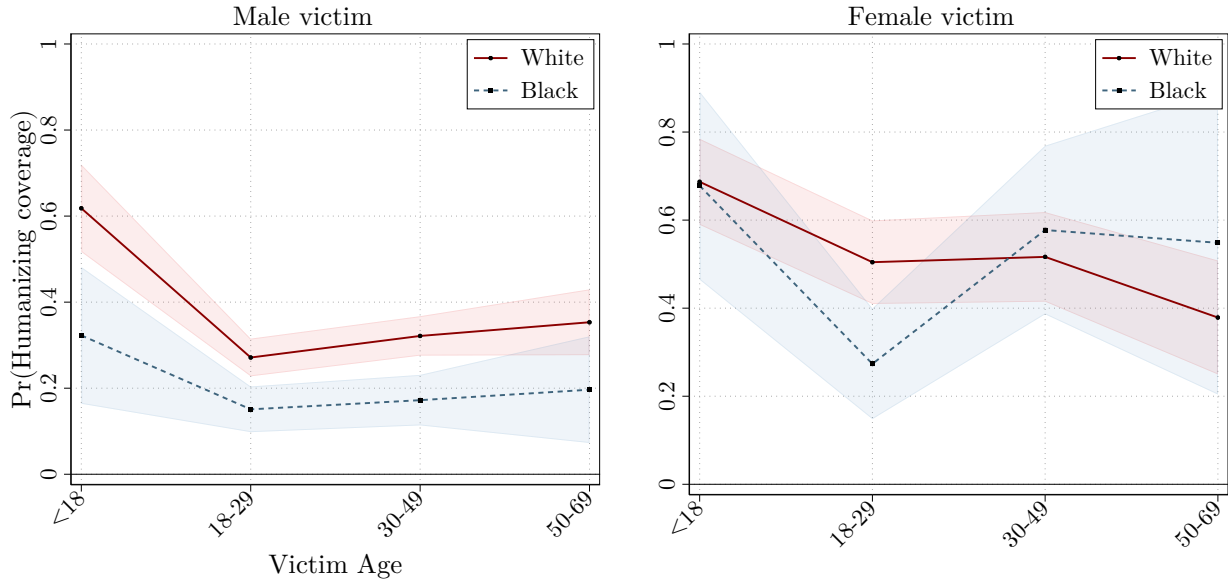 Male victim
Pr(Humanizing coverage)
1
0.8
0.6
0.4
0.2
0
White
Black
<18
18-29
30-49
50-69
Victim Age
Female victim
1
0.8
0.6
0.4
0.2
0
White
Black
<18
18-29
30-49
50-69